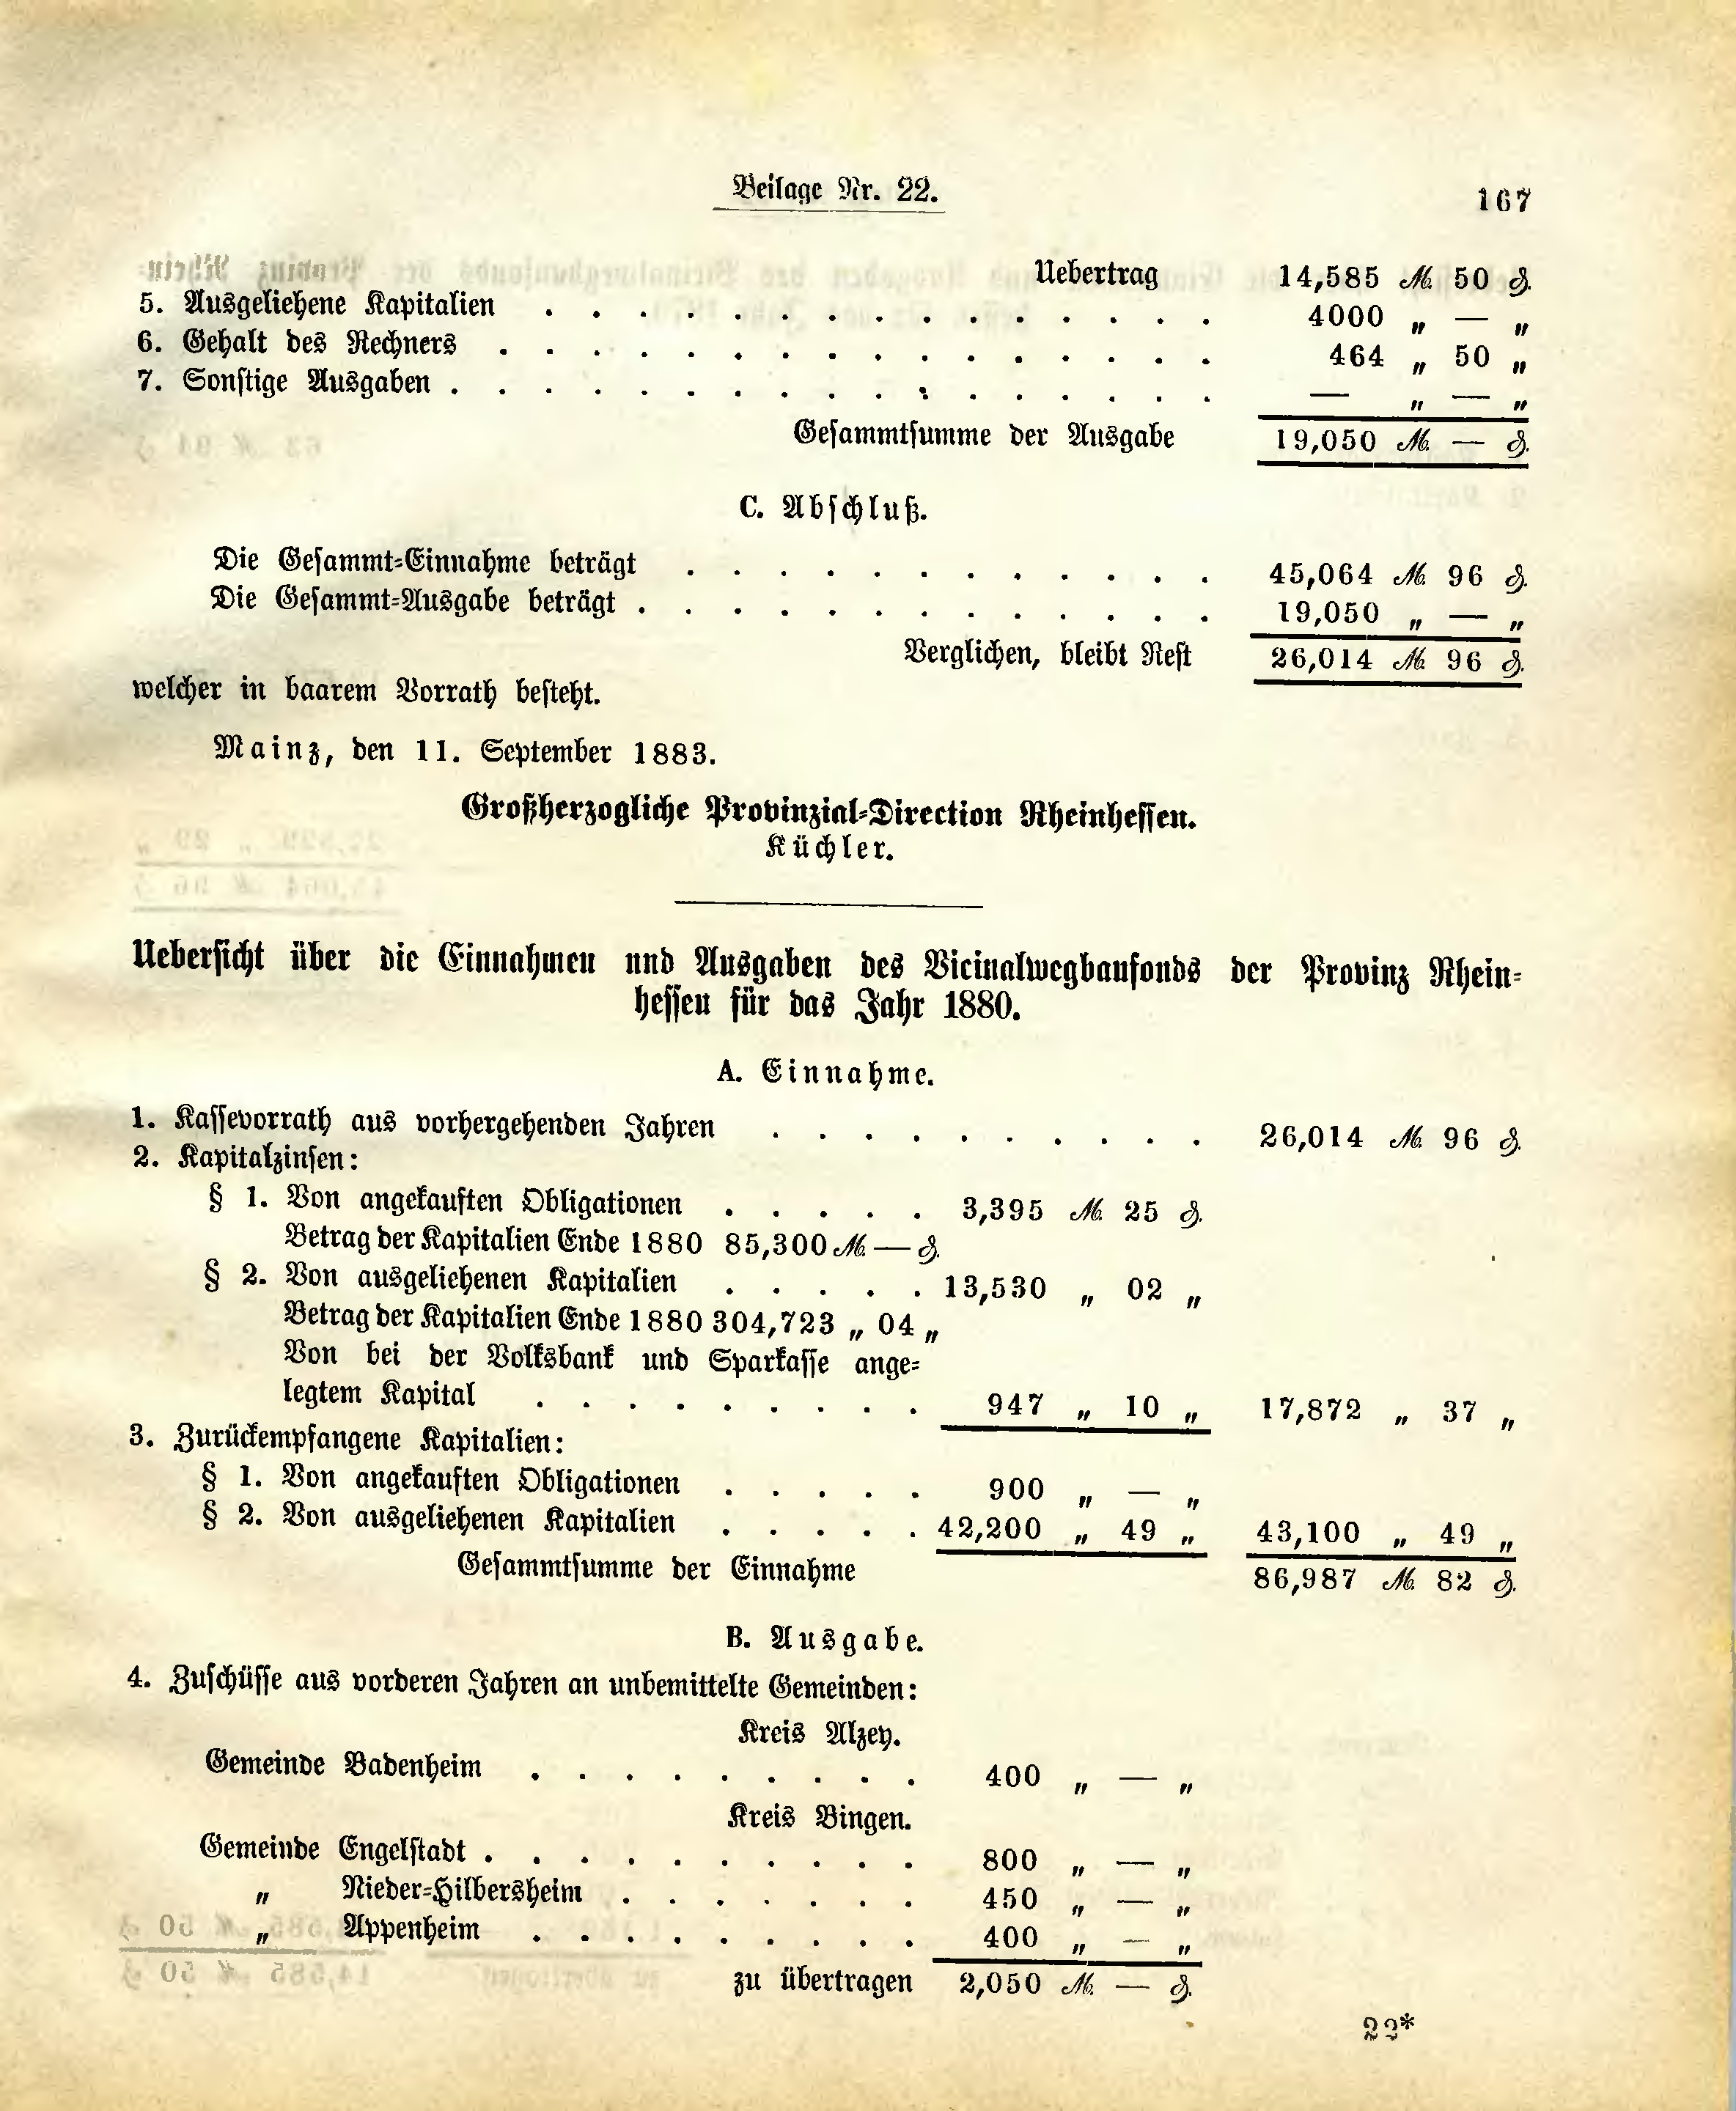 Beilage Nr. 22.
167
Uebertrag 14,585 ℳ 50 ₰.
5. Ausgeliehene Kapitalien . . . . . . . . . . . . . . . 4000 „ — „
6. Gehalt des Rechners . . . . . . . . . . . . . . . . 464 „ 50 „
7. Sonstige Ausgaben . . . . . . . . . . . . . . . . . — „ — „
Gesammtsumme der Ausgabe 19,050 ℳ — ₰.
C. Abschluß.
Die Gesammt-Einnahme beträgt . . . . . . . . . . . . 45,064 ℳ 96 ₰.
Die Gesammt-Ausgabe beträgt . . . . . . . . . . . . . 19,050 „ — „
Verglichen, bleibt Rest 26,014 ℳ 96 ₰.
welcher in baarem Vorrath besteht.
Mainz, den 11. September 1883.
Großherzogliche Provinzial-Direction Rheinhessen.
Küchler.
Uebersicht über die Einnahmen und Ausgaben des Vicinalwegbaufonds der Provinz Rhein-
hessen für das Jahr 1880.
A. Einnahme.
1. Kassevorrath aus vorhergehenden Jahren . . . . . . . . . . 26,014 ℳ 96 ₰.
2. Kapitalzinsen:
§ 1. Von angekauften Obligationen . . . . . 3,395 ℳ 25 ₰.
Betrag der Kapitalien Ende 1880 85,300 ℳ — ₰.
§ 2. Von ausgeliehenen Kapitalien . . . . . 13,530 „ 02 „
Betrag der Kapitalien Ende 1880 304,723 „ 04 „
Von bei der Volksbank und Sparkasse ange-
legtem Kapital . . . . . . . . . 947 „ 10 „ 17,872 „ 37 „
3. Zurückempfangene Kapitalien:
§ 1. Von angekauften Obligationen . . . . . 900 „ — „
§ 2. Von ausgeliehenen Kapitalien . . . . . 42,200 „ 49 „ 43,100 „ 49 „
Gesammtsumme der Einnahme 86,987 ℳ 82 ₰.
B. Ausgabe.
4. Zuschüsse aus vorderen Jahren an unbemittelte Gemeinden:
Kreis Alzey.
Gemeinde Badenheim . . . . . . . . . 400 „ — „
Kreis Bingen.
Gemeinde Engelstadt . . . . . . . . . . 800 „ — „
„ Nieder-Hilbersheim . . . . . . . 450 „ — „
„ Appenheim . . . . . . . . . 400 „ — „
zu übertragen 2,050 ℳ — ₰.
22*